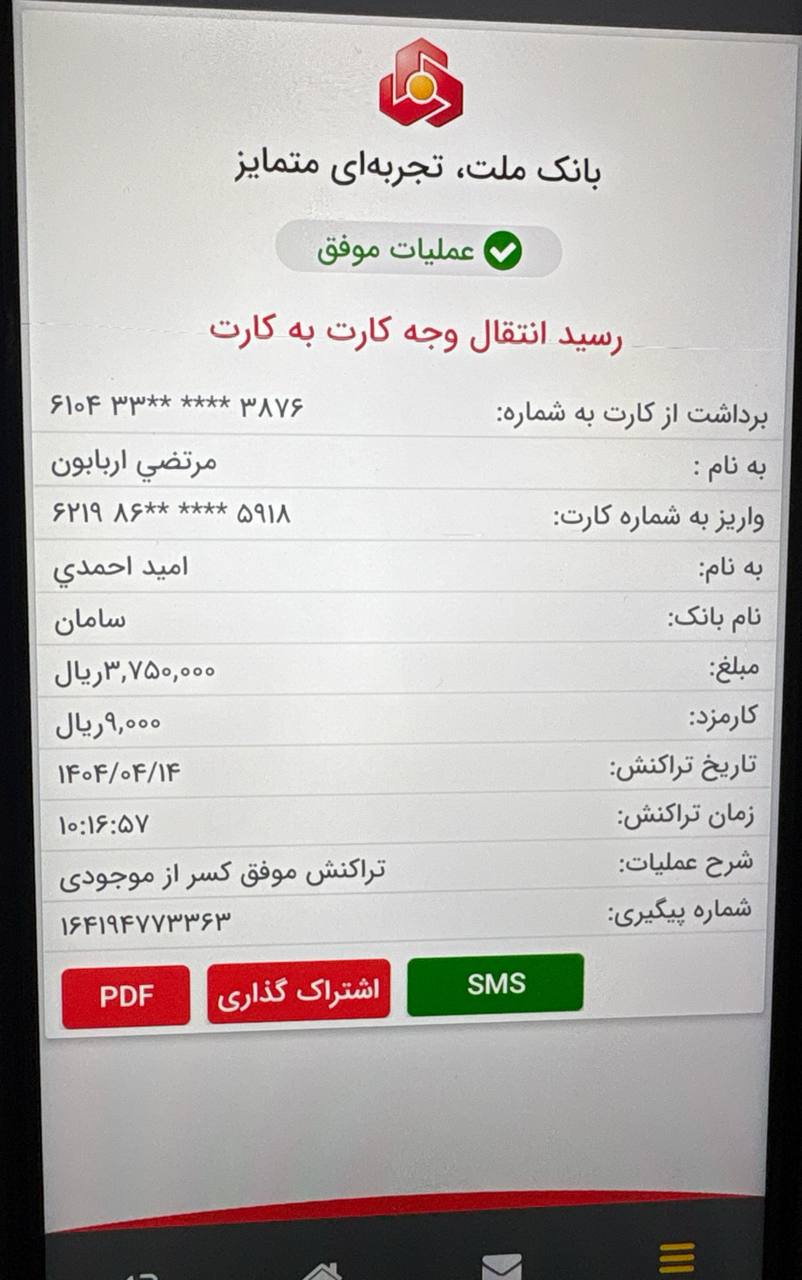 بانک ملت، تجربه‌ای متمایز
عملیات موفق
رسید انتقال وجه کارت به کارت
برداشت از کارت به شماره: ۶۱۰۴ ۳۳** **** ۳۸۷۶
به نام : مرتضي اربابون
واریز به شماره کارت: ۶۲۱۹ ۸۶** **** ۵۹۱۸
به نام: اميد احمدي
نام بانک: سامان
مبلغ: ۳,۷۵۰,۰۰۰ریال
کارمزد: ۹,۰۰۰ریال
تاریخ تراکنش: ۱۴۰۴/۰۴/۱۴
زمان تراکنش: ۱۰:۱۶:۵۷
شرح عملیات: تراکنش موفق کسر از موجودی
شماره پیگیری: ۱۶۴۱۹۴۷۷۳۳۶۳
SMS اشتراک گذاری PDF